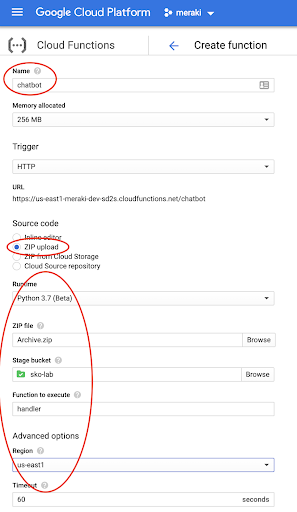 Google Cloud Platform meraki
Cloud Functions Create function
Name
chatbot
Memory allocated
256 MB
Trigger
HTTP
URL
https://us-east1-meraki-dev-sd2s.cloudfunctions.net/chatbot
Source code
Inline editor
ZIP upload
ZIP from Cloud Storage
Cloud Source repository
Runtime
Python 3.7 (Beta)
ZIP file
Archive.zip Browse
Stage bucket
sko-lab Browse
Function to execute
handler
Advanced options
Region
us-east1
Timeout
60 seconds